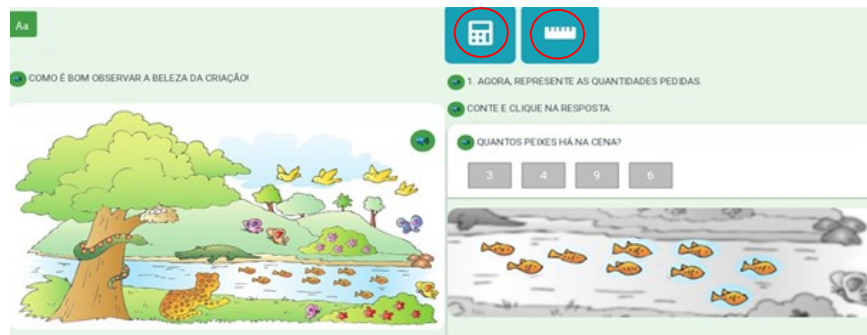 Aa
COMO É BOM OBSERVAR A BELEZA DA CRIAÇÃO!
1. AGORA, REPRESENTE AS QUANTIDADES PEDIDAS.
CONTE E CLIQUE NA RESPOSTA:
QUANTOS PEIXES HÁ NA CENA?
3 4 9 6